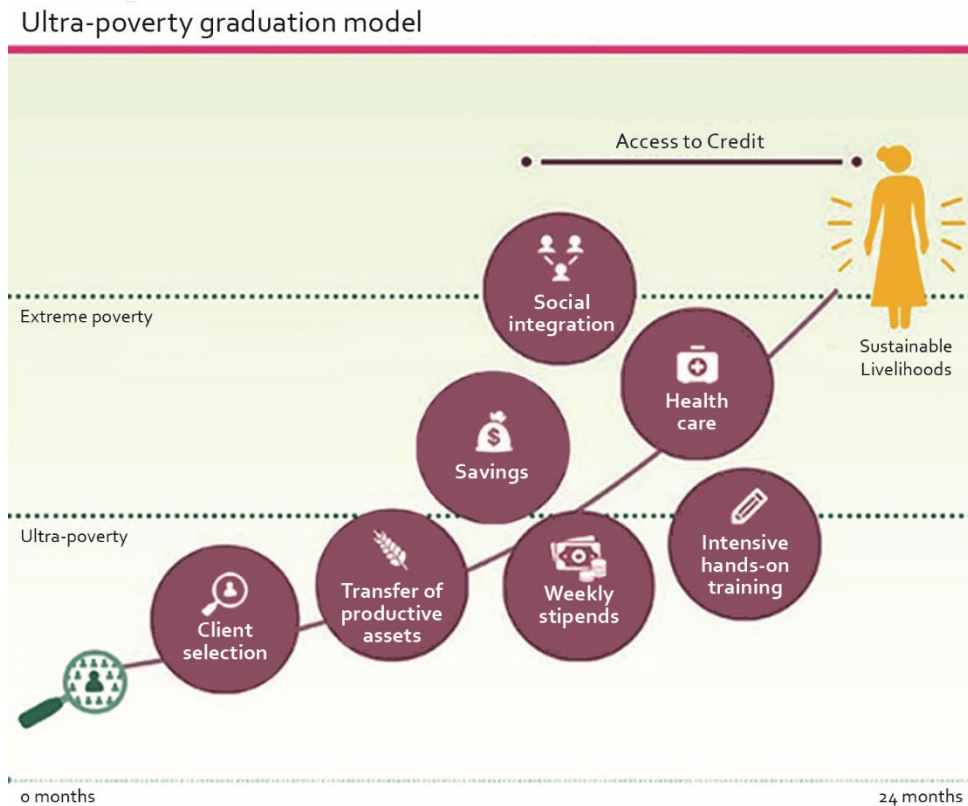 Ultra-poverty graduation model
Access to Credit
Social
integration
Extreme poverty
Sustainable
Livelihoods
Health
care
Savings
Ultra-poverty
Intensive
hands-on
training
Transfer of
productive
assets
Weekly
stipends
Client
selection
0 months
24 months